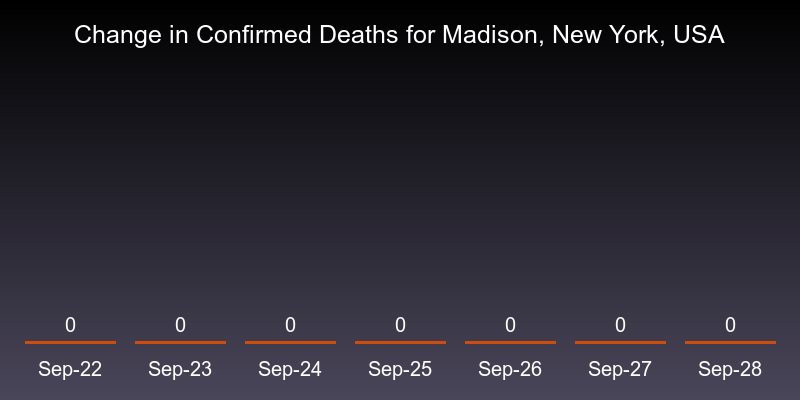 Change in Confirmed Deaths for Madison, New York, USA
0 0 0 0 0 0 0
Sep-22 Sep-23 Sep-24 Sep-25 Sep-26 Sep-27 Sep-28